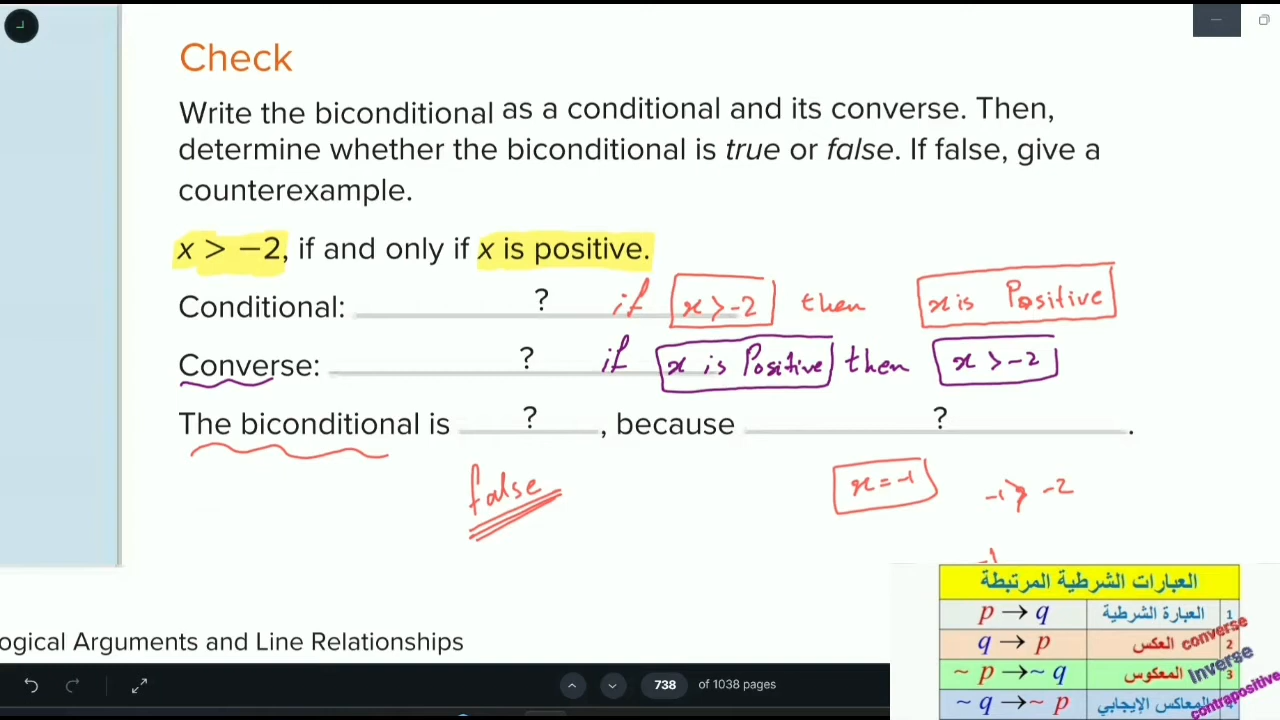 Check
Write the biconditional as a conditional and its converse. Then,
determine whether the biconditional is true or false. If false, give a
counterexample.
x > −2, if and only if x is positive.
Conditional: ? if x > -2 then x is Positive
Converse: ? if x is Positive then x > -2
The biconditional is ?, because ?.
false x = -1 -1 > -2
-1
ogical Arguments and Line Relationships
738 of 1038 pages
العبارات الشرطية المرتبطة
p → q العبارة الشرطية 1
q → p العكس converse 2
~ p → ~ q المعكوس Inverse 3
~ q → ~ p المعاكس الإيجابي contrapositive